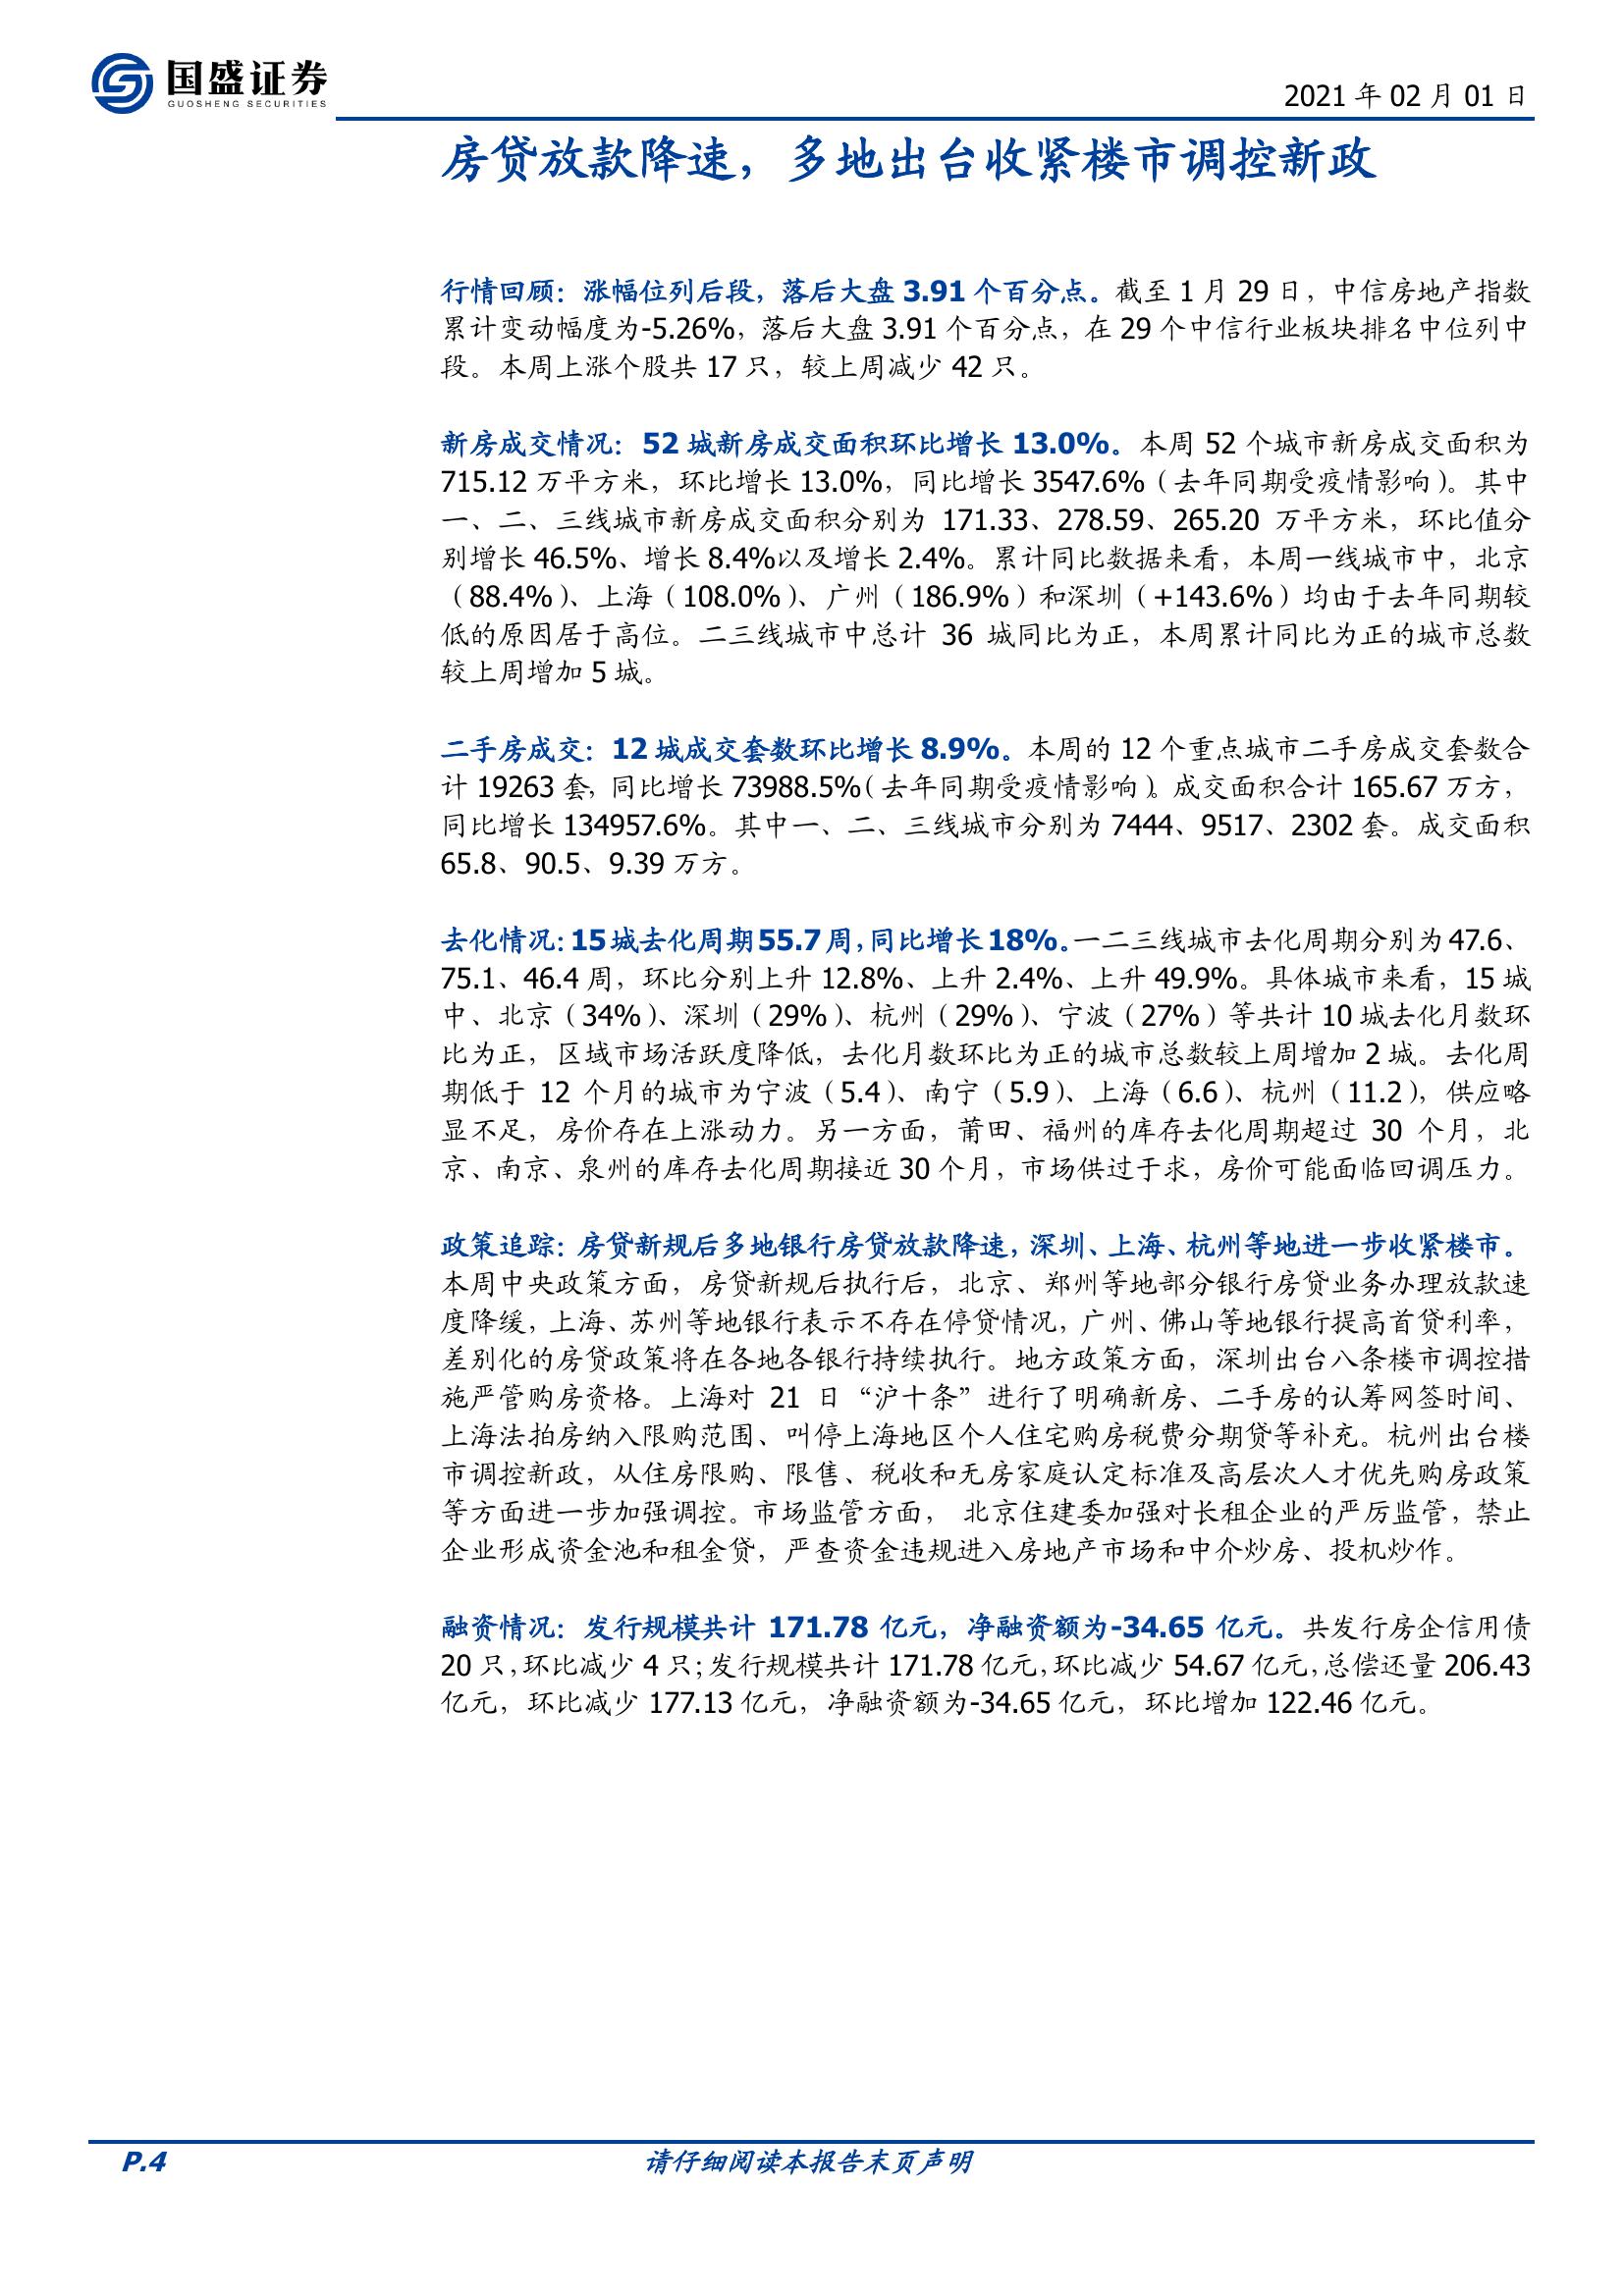 国盛证券
GUOSHENG SECURITIES
2021 年 02 月 01 日
房贷放款降速，多地出台收紧楼市调控新政
行情回顾：涨幅位列后段，落后大盘 3.91 个百分点。截至 1 月 29 日，中信房地产指数
累计变动幅度为-5.26%，落后大盘 3.91 个百分点，在 29 个中信行业板块排名中位列中
段。本周上涨个股共 17 只，较上周减少 42 只。
新房成交情况：52 城新房成交面积环比增长 13.0%。本周 52 个城市新房成交面积为
715.12 万平方米，环比增长 13.0%，同比增长 3547.6%（去年同期受疫情影响）。其中
一、二、三线城市新房成交面积分别为 171.33、278.59、265.20 万平方米，环比值分
别增长 46.5%、增长 8.4%以及增长 2.4%。累计同比数据来看，本周一线城市中，北京
（88.4%）、上海（108.0%）、广州（186.9%）和深圳（+143.6%）均由于去年同期较
低的原因居于高位。二三线城市中总计 36 城同比为正，本周累计同比为正的城市总数
较上周增加 5 城。
二手房成交：12 城成交套数环比增长 8.9%。本周的 12 个重点城市二手房成交套数合
计 19263 套，同比增长 73988.5%（去年同期受疫情影响）。成交面积合计 165.67 万方，
同比增长 134957.6%。其中一、二、三线城市分别为 7444、9517、2302 套。成交面积
65.8、90.5、9.39 万方。
去化情况：15 城去化周期 55.7 周，同比增长 18%。一二三线城市去化周期分别为 47.6、
75.1、46.4 周，环比分别上升 12.8%、上升 2.4%、上升 49.9%。具体城市来看，15 城
中、北京（34%）、深圳（29%）、杭州（29%）、宁波（27%）等共计 10 城去化月数环
比为正，区域市场活跃度降低，去化月数环比为正的城市总数较上周增加 2 城。去化周
期低于 12 个月的城市为宁波（5.4）、南宁（5.9）、上海（6.6）、杭州（11.2），供应略
显不足，房价存在上涨动力。另一方面，莆田、福州的库存去化周期超过 30 个月，北
京、南京、泉州的库存去化周期接近 30 个月，市场供过于求，房价可能面临回调压力。
政策追踪：房贷新规后多地银行房贷放款降速，深圳、上海、杭州等地进一步收紧楼市。
本周中央政策方面，房贷新规后执行后，北京、郑州等地部分银行房贷业务办理放款速
度降缓，上海、苏州等地银行表示不存在停贷情况，广州、佛山等地银行提高首贷利率，
差别化的房贷政策将在各地各银行持续执行。地方政策方面，深圳出台八条楼市调控措
施严管购房资格。上海对 21 日“沪十条”进行了明确新房、二手房的认筹网签时间、
上海法拍房纳入限购范围、叫停上海地区个人住宅购房税费分期贷等补充。杭州出台楼
市调控新政，从住房限购、限售、税收和无房家庭认定标准及高层次人才优先购房政策
等方面进一步加强调控。市场监管方面， 北京住建委加强对长租企业的严厉监管，禁止
企业形成资金池和租金贷，严查资金违规进入房地产市场和中介炒房、投机炒作。
融资情况：发行规模共计 171.78 亿元，净融资额为-34.65 亿元。共发行房企信用债
20 只，环比减少 4 只；发行规模共计 171.78 亿元，环比减少 54.67 亿元，总偿还量 206.43
亿元，环比减少 177.13 亿元，净融资额为-34.65 亿元，环比增加 122.46 亿元。
P.4
请仔细阅读本报告末页声明